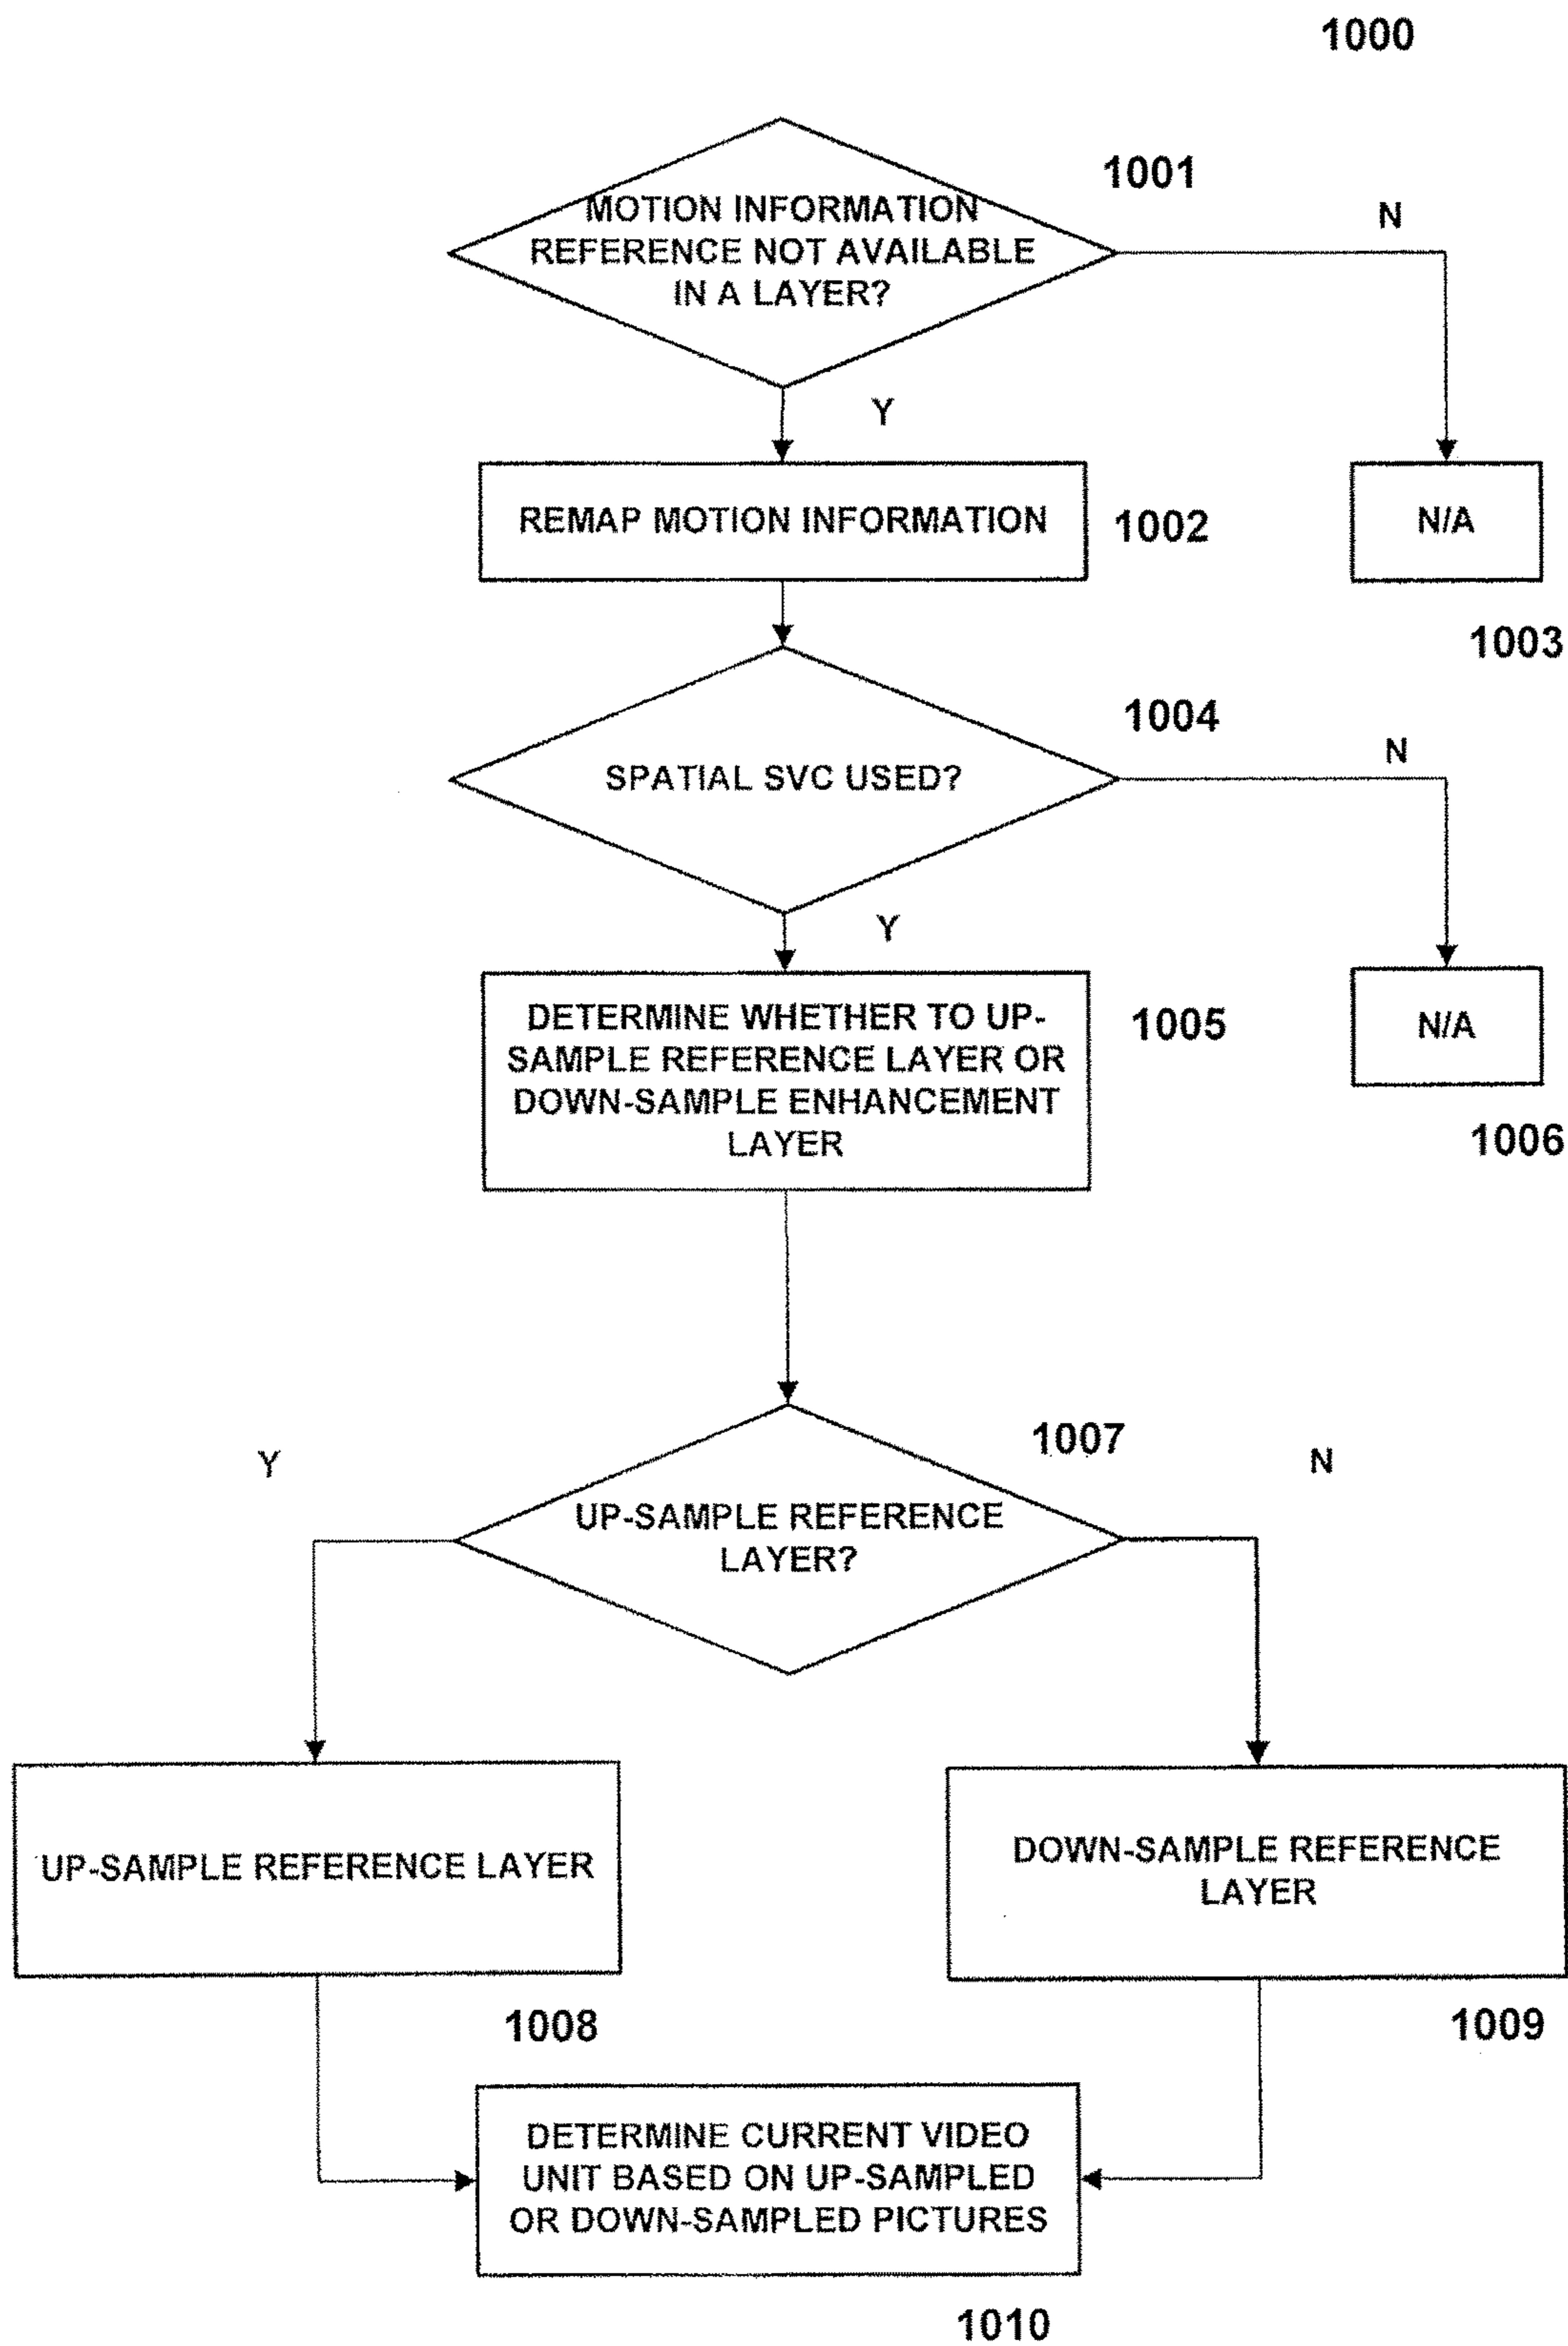 1000
1001
MOTION INFORMATION
REFERENCE NOT AVAILABLE
IN A LAYER?
N
Y
REMAP MOTION INFORMATION
1002
N/A
1003
1004
SPATIAL SVC USED?
N
Y
DETERMINE WHETHER TO UP-
SAMPLE REFERENCE LAYER OR
DOWN-SAMPLE ENHANCEMENT
LAYER
1005
N/A
1006
1007
Y
N
UP-SAMPLE REFERENCE
LAYER?
UP-SAMPLE REFERENCE LAYER
DOWN-SAMPLE REFERENCE
LAYER
1008
1009
DETERMINE CURRENT VIDEO
UNIT BASED ON UP-SAMPLED
OR DOWN-SAMPLED PICTURES
1010